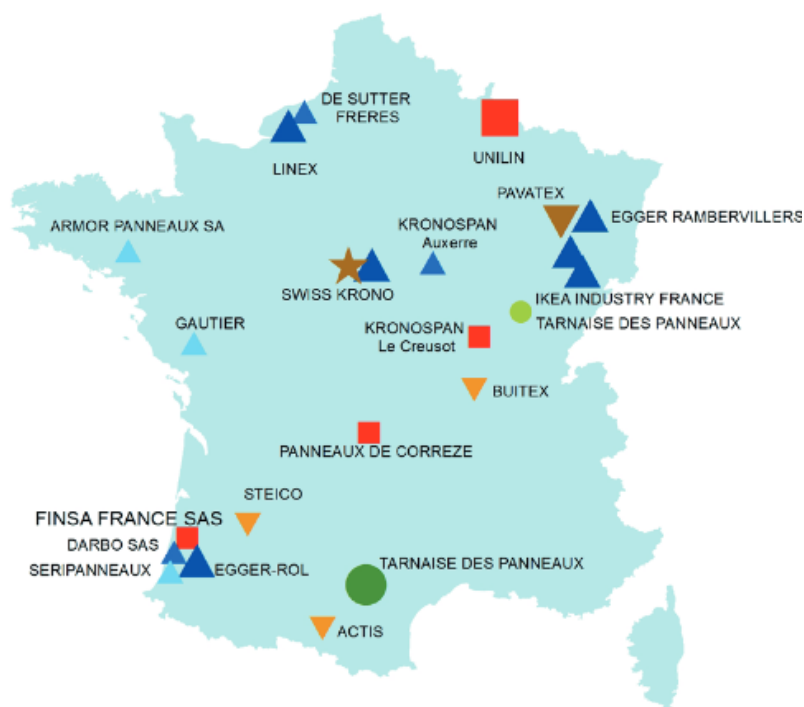 DE SUTTER
FRERES
LINEX
UNILIN
PAVATEX
EGGER RAMBERVILLERS
ARMOR PANNEAUX SA
KRONOSPAN
Auxerre
SWISS KRONO
IKEA INDUSTRY FRANCE
TARNAISE DES PANNEAUX
GAUTIER
KRONOSPAN
Le Creusot
BUITEX
PANNEAUX DE CORREZE
STEICO
FINSA FRANCE SAS
DARBO SAS
SERIPANNEAUX
EGGER-ROL
TARNAISE DES PANNEAUX
ACTIS